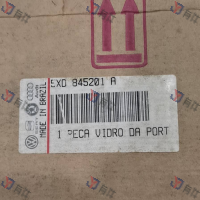 5X0 845201 A
MADE IN BRAZIL
1 PECA VIDRO DA PORT